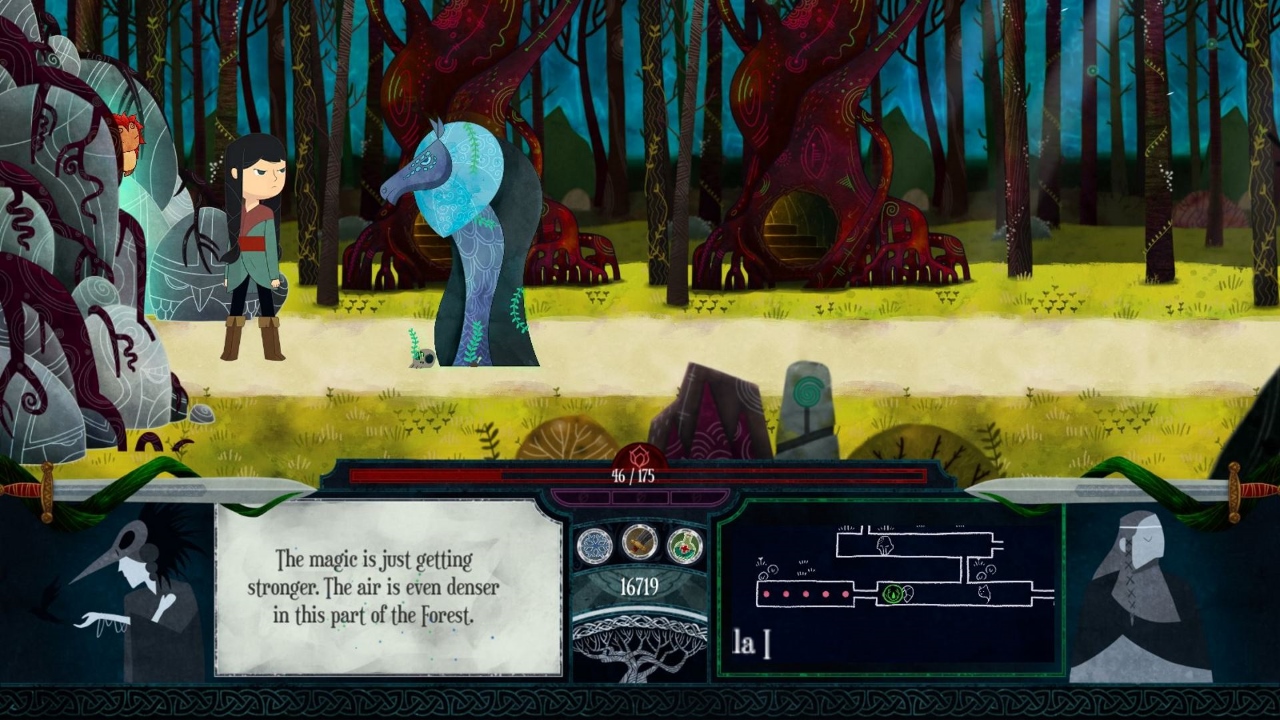 46 / 175
The magic is just getting
stronger. The air is even denser
in this part of the Forest.
16719
la